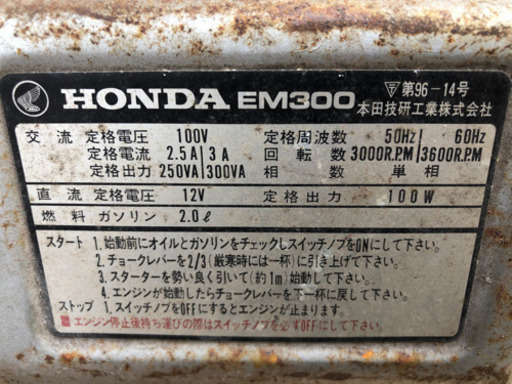 HONDA EM300 ▽第96-14号
本田技研工業株式会社
交流 定格電圧 100V 定格周波数 50Hz 60Hz
定格電流 2.5A 3A 回転数 3000R.P.M 3600R.P.M
定格出力 250VA 300VA 相数 単相
直流 定格電圧 12V 定格出力 100W
燃料 ガソリン 2.0ℓ
スタート 1.始動前にオイルとガソリンをチェックしスイッチノブをONにして下さい。
2.チョークレバーを2/3(厳寒時には一杯)に引き上げて下さい。
3.スターターを勢い良く引いて(約1m)始動させて下さい。
4.エンジンが始動したらチョークレバーを下一杯に戻して下さい。
ストップ 1.スイッチノブをOFFにするとエンジンが止まります。
※エンジン停止後持ち運びの際はスイッチノブを必ずOFFにして下さい。